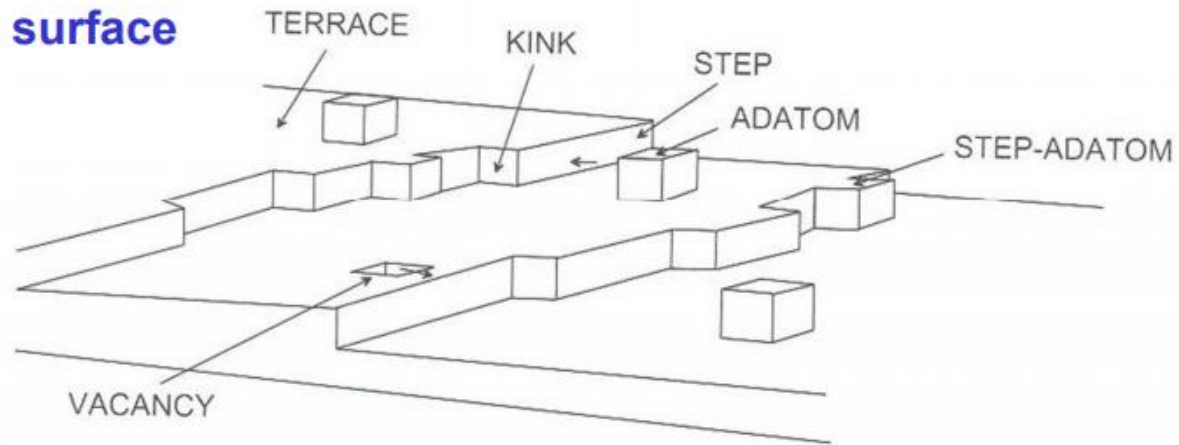 surface
TERRACE
KINK
STEP
ADATOM
STEP-ADATOM
VACANCY